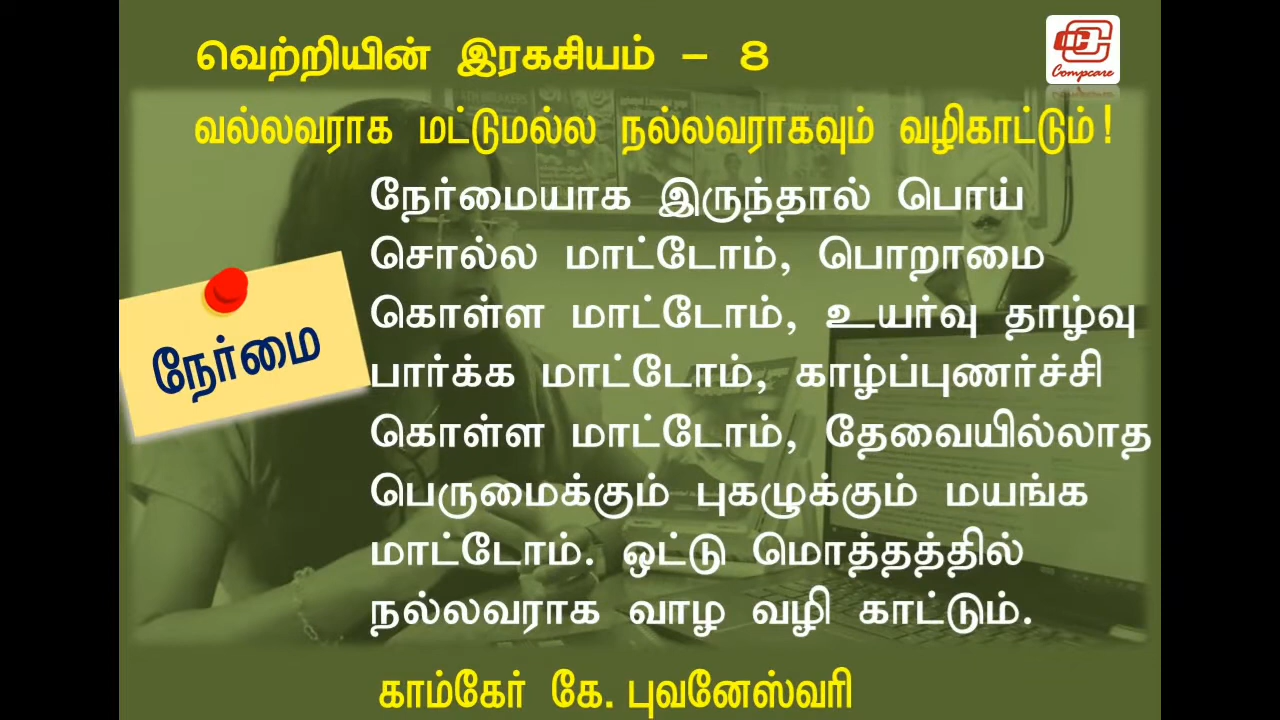 வெற்றியின் இரகசியம் – 8
Compcare
வல்லவராக மட்டுமல்ல நல்லவராகவும் வழிகாட்டும்!
நேர்மை
நேர்மையாக இருந்தால் பொய்
சொல்ல மாட்டோம், பொறாமை
கொள்ள மாட்டோம், உயர்வு தாழ்வு
பார்க்க மாட்டோம், காழ்ப்புணர்ச்சி
கொள்ள மாட்டோம், தேவையில்லாத
பெருமைக்கும் புகழுக்கும் மயங்க
மாட்டோம். ஒட்டு மொத்தத்தில்
நல்லவராக வாழ வழி காட்டும்.
காம்கேர் கே. புவனேஸ்வரி